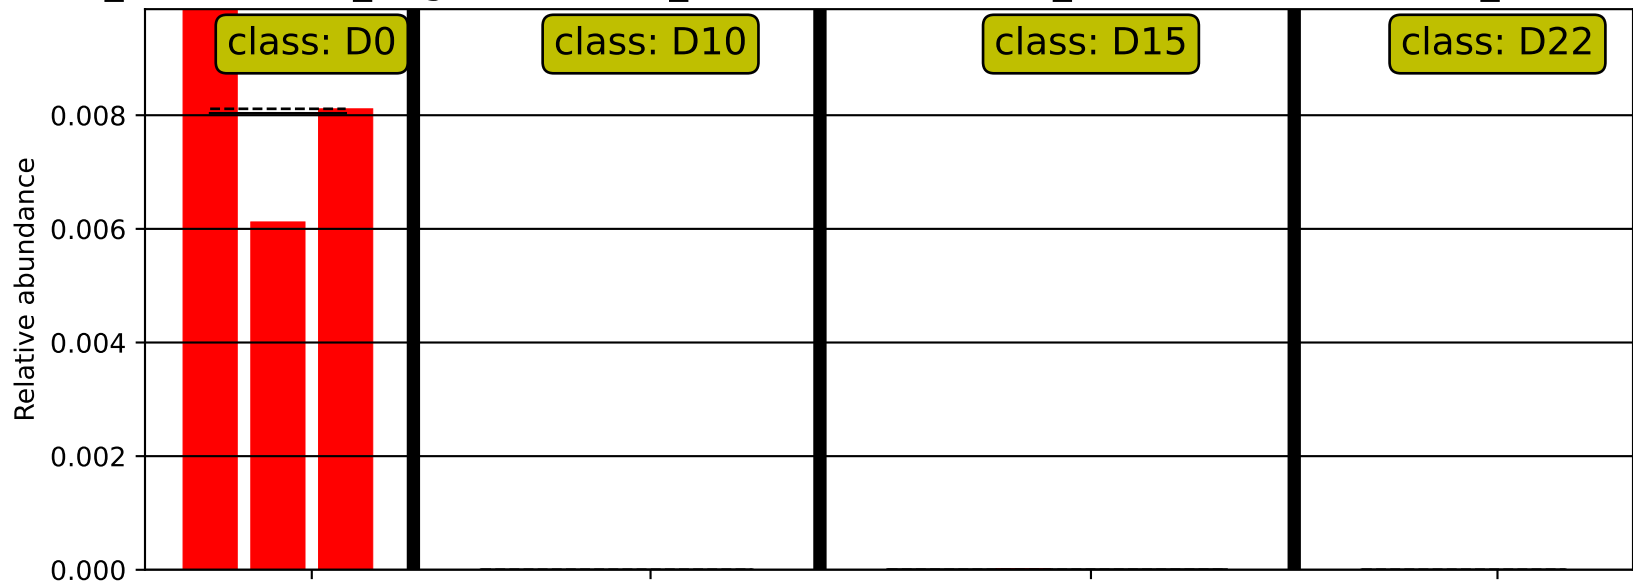 class: D0
class: D10
class: D15
class: D22
0.008
0.006
0.004
0.002
0.000
Relative abundance